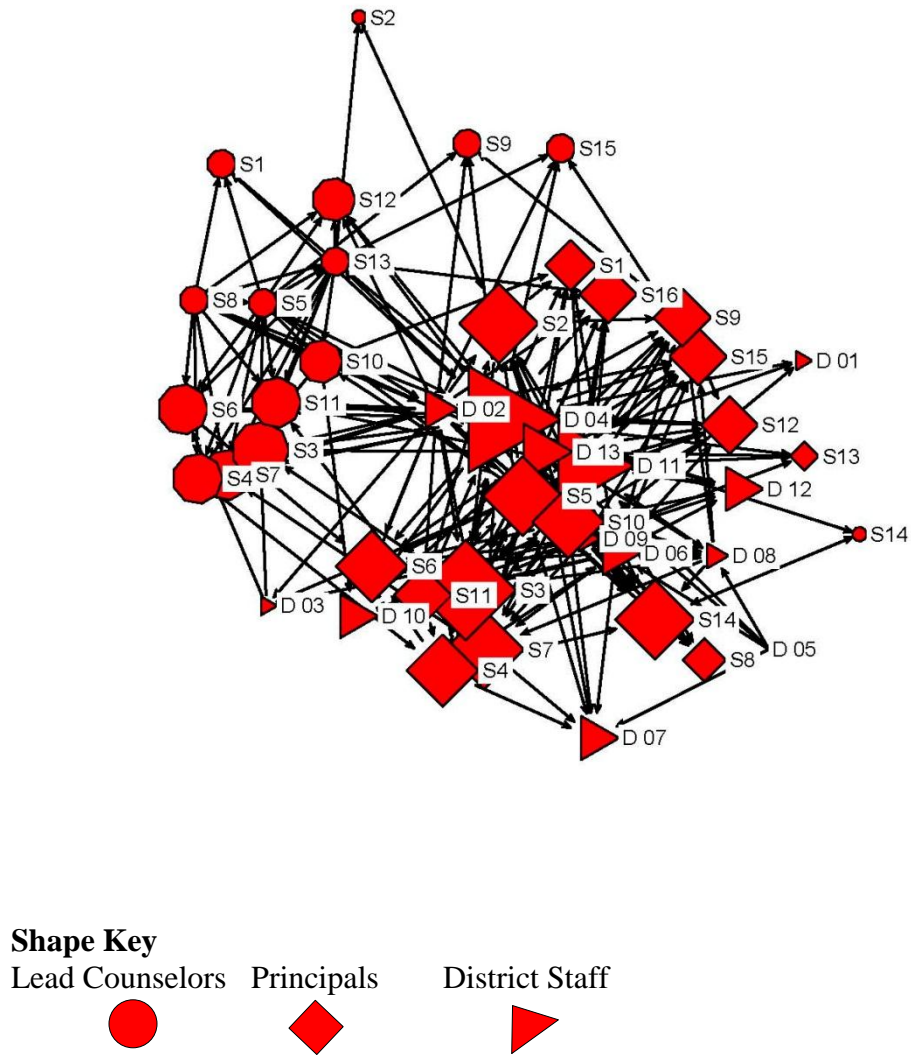 S2
S9
S15
S1
S12
S13
S1
S8
S5
S16
S2
S9
S10
S15
D 01
S6
S11
D 02
D 04
S12
S3
D 13
S13
S4
S7
D 11
D 12
S5
S10
S14
D 09
D 06
D 08
S6
D 03
S11
S3
D 10
S14
S7
D 05
S4
S8
D 07
Shape Key
Lead Counselors Principals District Staff